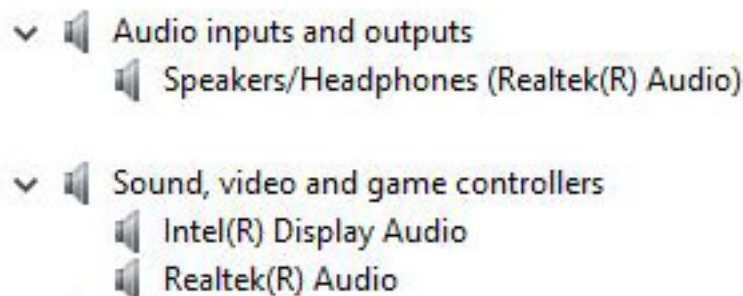 Audio inputs and outputs
Speakers/Headphones (Realtek(R) Audio)
Sound, video and game controllers
Intel(R) Display Audio
Realtek(R) Audio